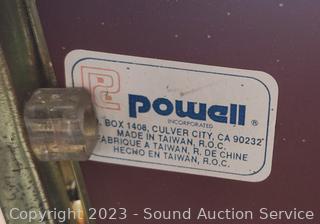 powell
INCORPORATED
. BOX 1408, CULVER CITY, CA 90232
MADE IN TAIWAN, R.O.C.
FABRIQUE A TAIWAN, R. DE CHINE
HECHO EN TAIWAN, R.O.C.
Copyright 2023 - Sound Auction Service